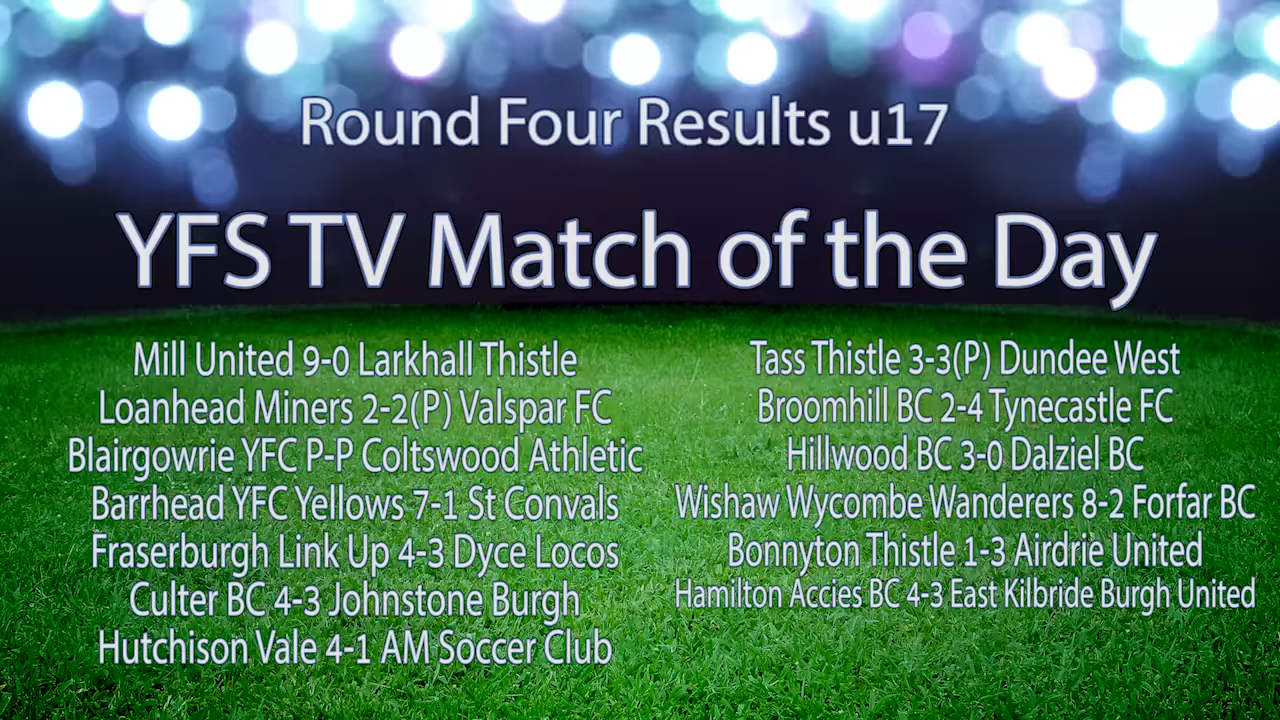 Round Four Results u17
YFS TV Match of the Day
Mill United 9-0 Larkhall Thistle
Loanhead Miners 2-2(P) Valspar FC
Blairgowrie YFC P-P Coltswood Athletic
Barrhead YFC Yellows 7-1 St Convals
Fraserburgh Link Up 4-3 Dyce Locos
Culter BC 4-3 Johnstone Burgh
Hutchison Vale 4-1 AM Soccer Club
Tass Thistle 3-3(P) Dundee West
Broomhill BC 2-4 Tynecastle FC
Hillwood BC 3-0 Dalziel BC
Wishaw Wycombe Wanderers 8-2 Forfar BC
Bonnyton Thistle 1-3 Airdrie United
Hamilton Accies BC 4-3 East Kilbride Burgh United